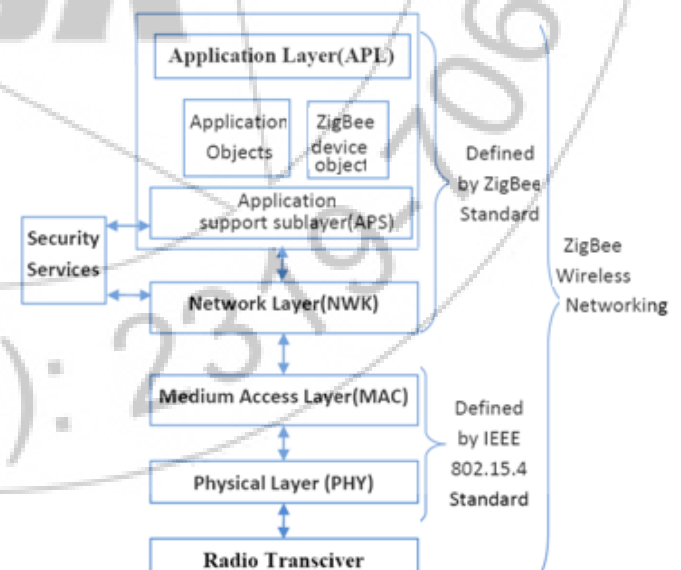 Application Layer(APL)
Application
Objects
ZigBee
device
object
Application
support sublayer(APS)
Defined
by ZigBee
Standard
Security
Services
ZigBee
Wireless
Networking
Network Layer(NWK)
Medium Access Layer(MAC)
Defined
by IEEE
802.15.4
Standard
Physical Layer (PHY)
Radio Transciver
): 2319-706